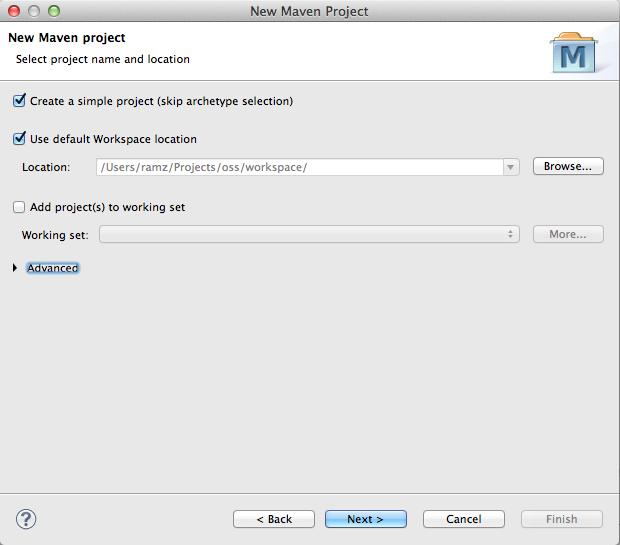 New Maven Project
New Maven project
Select project name and location
M
Create a simple project (skip archetype selection)
Use default Workspace location
Location: /Users/ramz/Projects/oss/workspace/ Browse...
Add project(s) to working set
Working set: More...
Advanced
? < Back Next > Cancel Finish